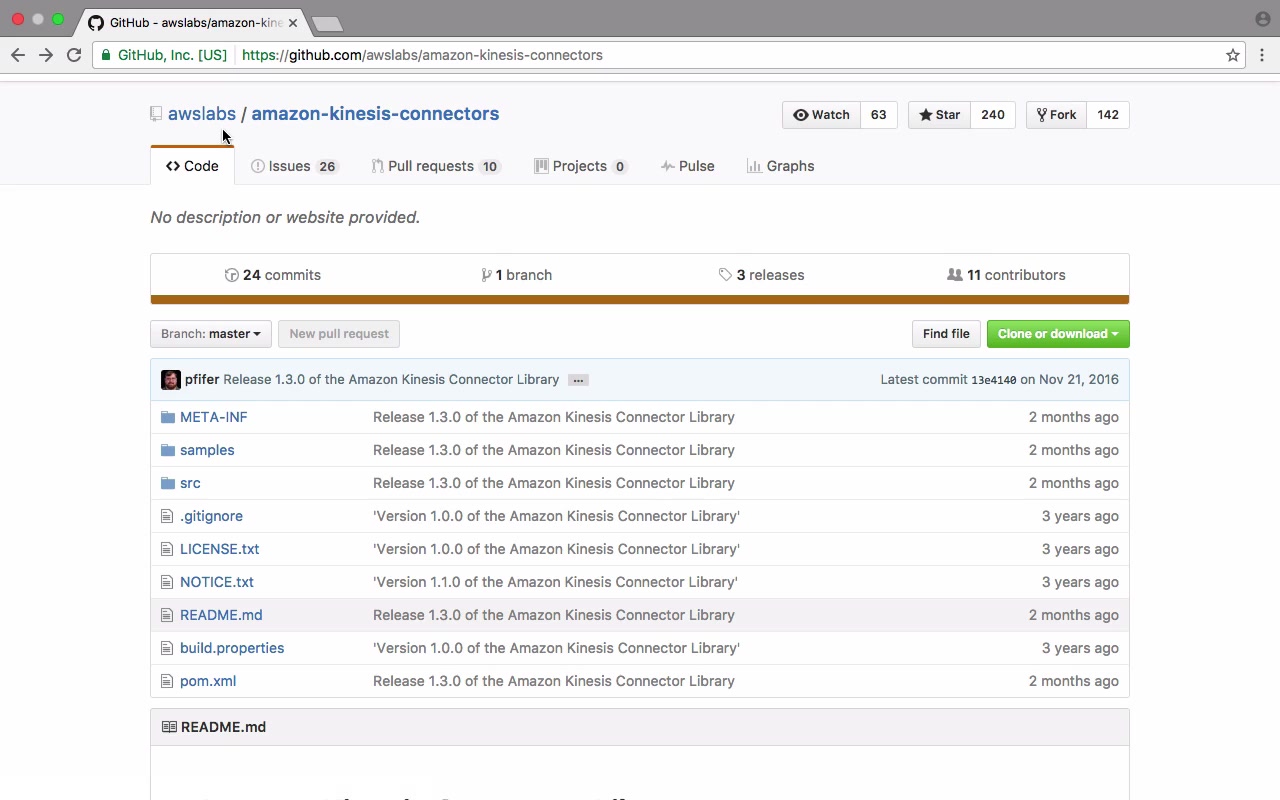 GitHub - awslabs/amazon-kine
GitHub, Inc. [US] https://github.com/awslabs/amazon-kinesis-connectors
awslabs / amazon-kinesis-connectors
Watch 63 Star 240 Fork 142
Code Issues 26 Pull requests 10 Projects 0 Pulse Graphs
No description or website provided.
24 commits 1 branch 3 releases 11 contributors
Branch: master New pull request Find file Clone or download
pfifer Release 1.3.0 of the Amazon Kinesis Connector Library ... Latest commit 13e4140 on Nov 21, 2016
META-INF Release 1.3.0 of the Amazon Kinesis Connector Library 2 months ago
samples Release 1.3.0 of the Amazon Kinesis Connector Library 2 months ago
src Release 1.3.0 of the Amazon Kinesis Connector Library 2 months ago
.gitignore 'Version 1.0.0 of the Amazon Kinesis Connector Library' 3 years ago
LICENSE.txt 'Version 1.0.0 of the Amazon Kinesis Connector Library' 3 years ago
NOTICE.txt 'Version 1.1.0 of the Amazon Kinesis Connector Library' 3 years ago
README.md Release 1.3.0 of the Amazon Kinesis Connector Library 2 months ago
build.properties 'Version 1.0.0 of the Amazon Kinesis Connector Library' 3 years ago
pom.xml Release 1.3.0 of the Amazon Kinesis Connector Library 2 months ago
README.md